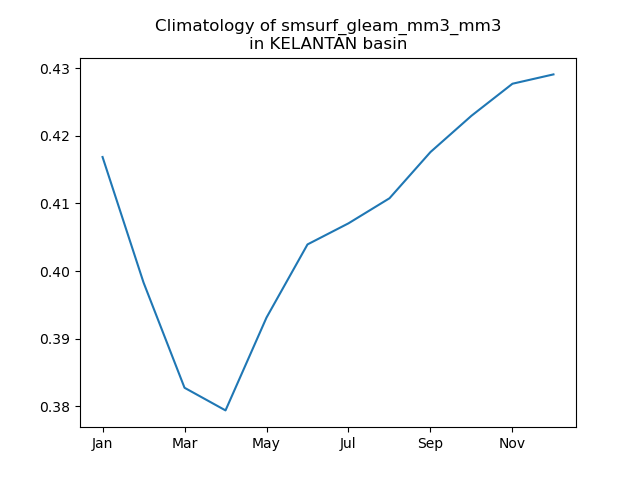 Climatology of smsurf_gleam_mm3_mm3
in KELANTAN basin
0.43
0.42
0.41
0.40
0.39
0.38
Jan Mar May Jul Sep Nov